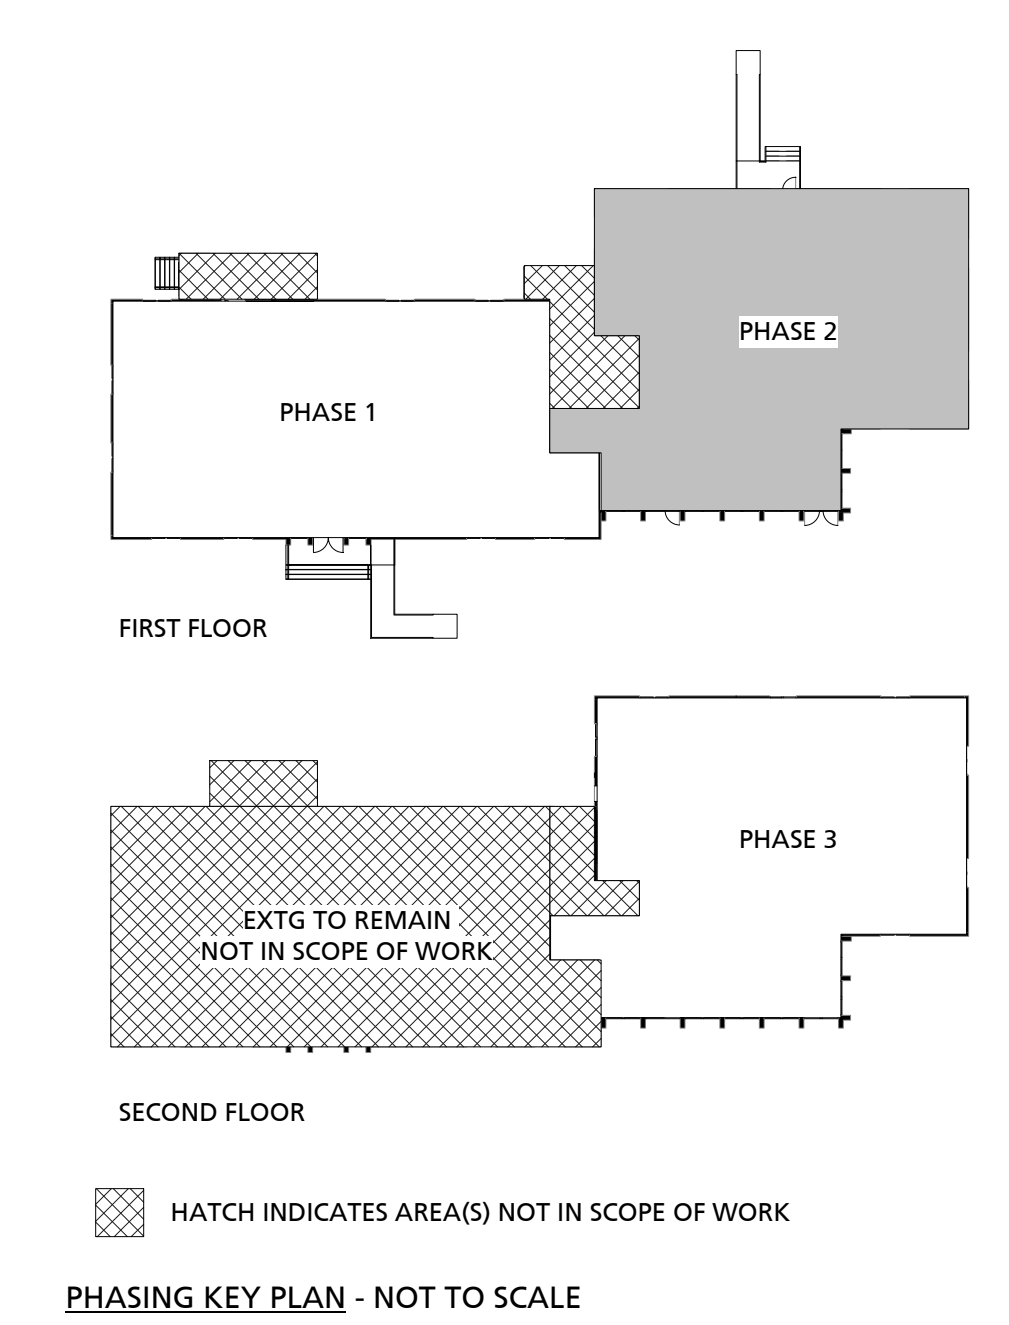 PHASE 2
PHASE 1
FIRST FLOOR
PHASE 3
EXTG TO REMAIN
NOT IN SCOPE OF WORK
SECOND FLOOR
HATCH INDICATES AREA(S) NOT IN SCOPE OF WORK
PHASING KEY PLAN - NOT TO SCALE